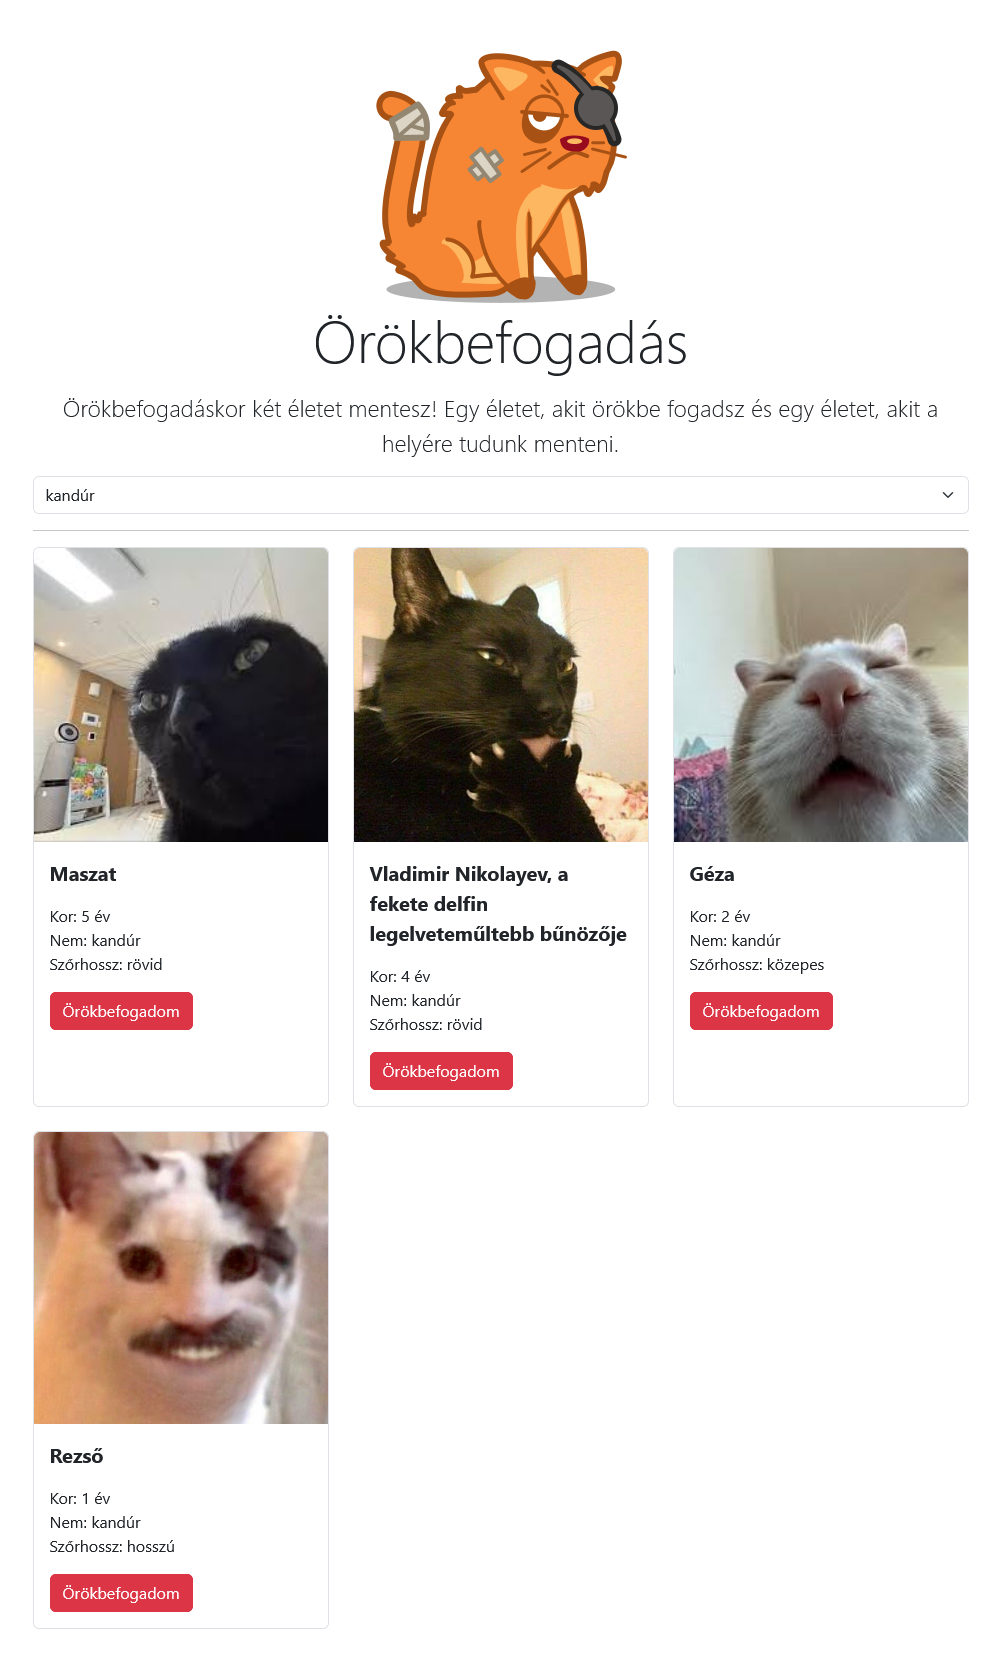 Örökbefogadás
Örökbefogadáskor két életet mentesz! Egy életet, akit örökbe fogadsz és egy életet, akit a
helyére tudunk menteni.
kandúr
Maszat
Kor: 5 év
Nem: kandúr
Szőrhossz: rövid
Örökbefogadom
Vladimir Nikolayev, a
fekete delfin
legelveteműltebb bűnözője
Kor: 4 év
Nem: kandúr
Szőrhossz: rövid
Örökbefogadom
Géza
Kor: 2 év
Nem: kandúr
Szőrhossz: közepes
Örökbefogadom
Rezső
Kor: 1 év
Nem: kandúr
Szőrhossz: hosszú
Örökbefogadom